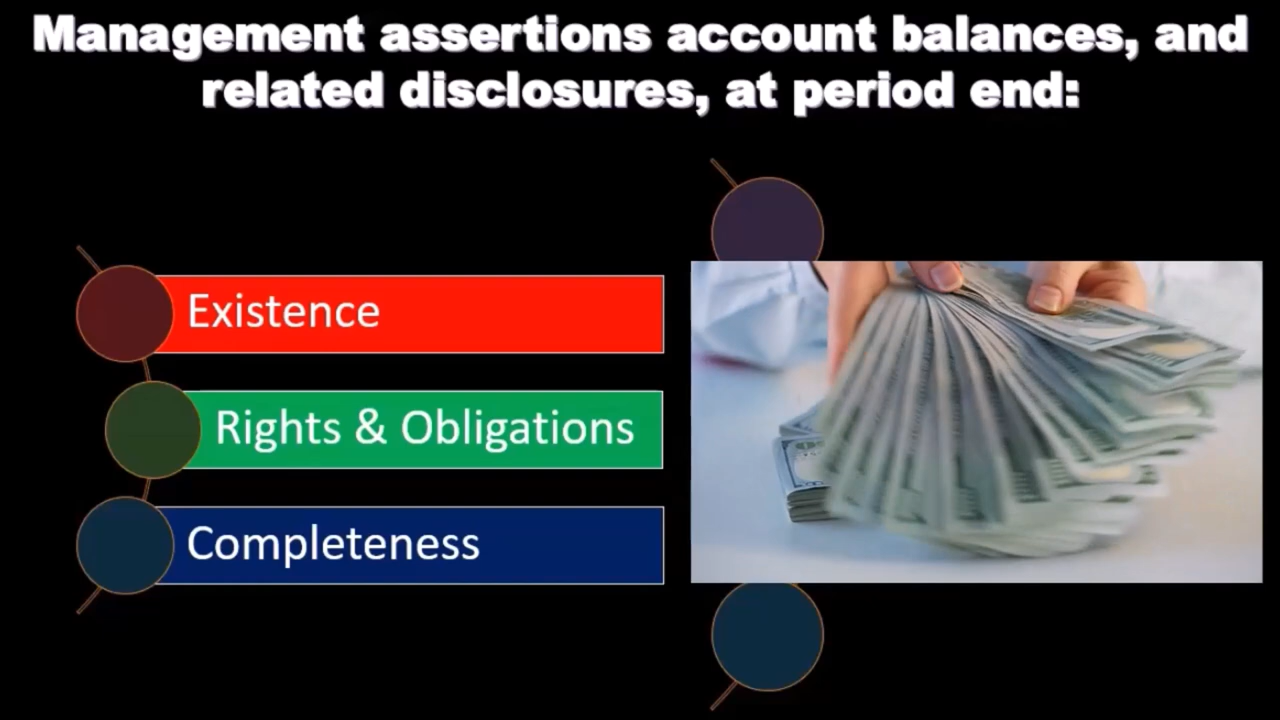 Management assertions account balances, and
related disclosures, at period end:
Existence
Rights & Obligations
Completeness